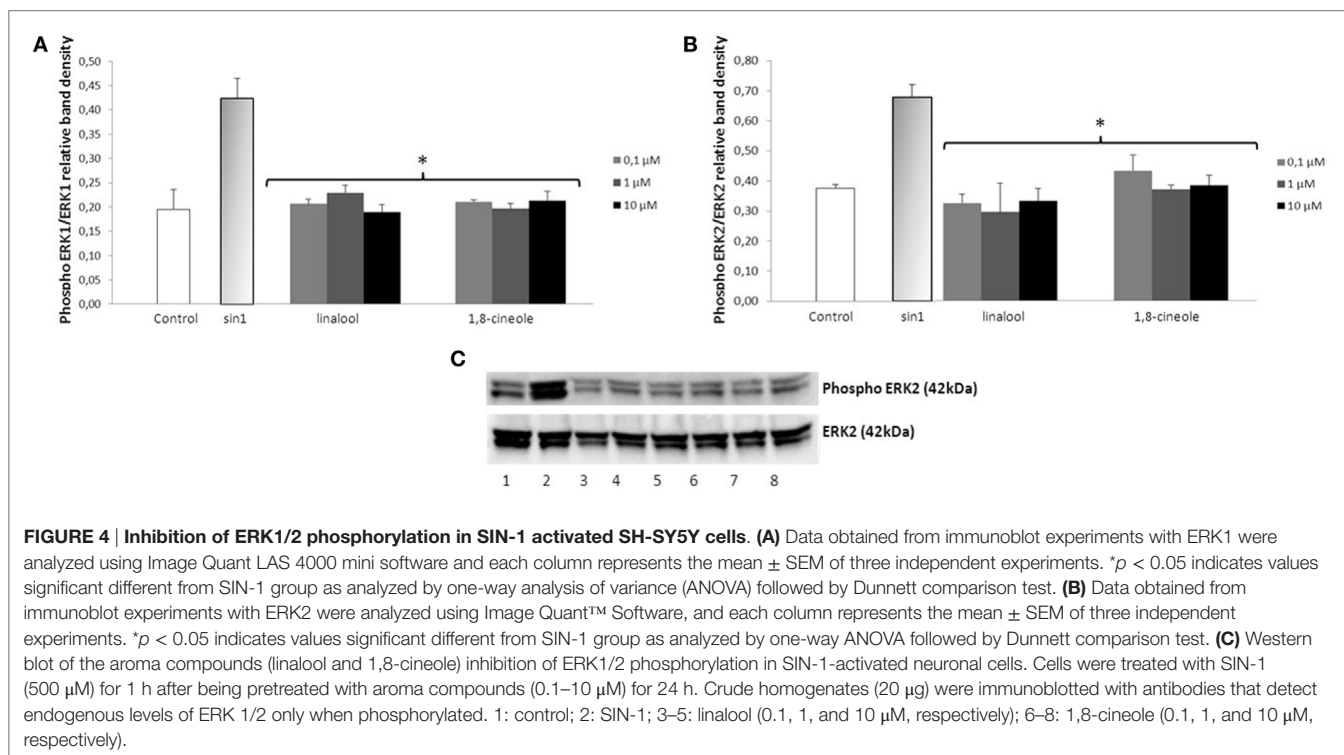 A
Phospho ERK1/ERK1 relative band density
0,50
0,45
0,40
0,35
0,30
0,25
0,20
0,15
0,10
0,05
0,00
*
0,1 µM
1 µM
10 µM
Control sin1 linalool 1,8-cineole
B
Phospho ERK2/ERK2 relative band density
0,80
0,70
0,60
0,50
0,40
0,30
0,20
0,10
0,00
*
0,1 µM
1 µM
10 µM
Control sin1 linalool 1,8-cineole
C
Phospho ERK2 (42kDa)
ERK2 (42kDa)
1 2 3 4 5 6 7 8
FIGURE 4 | Inhibition of ERK1/2 phosphorylation in SIN-1 activated SH-SY5Y cells. (A) Data obtained from immunoblot experiments with ERK1 were
analyzed using Image Quant LAS 4000 mini software and each column represents the mean ± SEM of three independent experiments. *p < 0.05 indicates values
significant different from SIN-1 group as analyzed by one-way analysis of variance (ANOVA) followed by Dunnett comparison test. (B) Data obtained from
immunoblot experiments with ERK2 were analyzed using Image Quant™ Software, and each column represents the mean ± SEM of three independent
experiments. *p < 0.05 indicates values significant different from SIN-1 group as analyzed by one-way ANOVA followed by Dunnett comparison test. (C) Western
blot of the aroma compounds (linalool and 1,8-cineole) inhibition of ERK1/2 phosphorylation in SIN-1-activated neuronal cells. Cells were treated with SIN-1
(500 µM) for 1 h after being pretreated with aroma compounds (0.1–10 µM) for 24 h. Crude homogenates (20 µg) were immunoblotted with antibodies that detect
endogenous levels of ERK 1/2 only when phosphorylated. 1: control; 2: SIN-1; 3–5: linalool (0.1, 1, and 10 µM, respectively); 6–8: 1,8-cineole (0.1, 1, and 10 µM,
respectively).